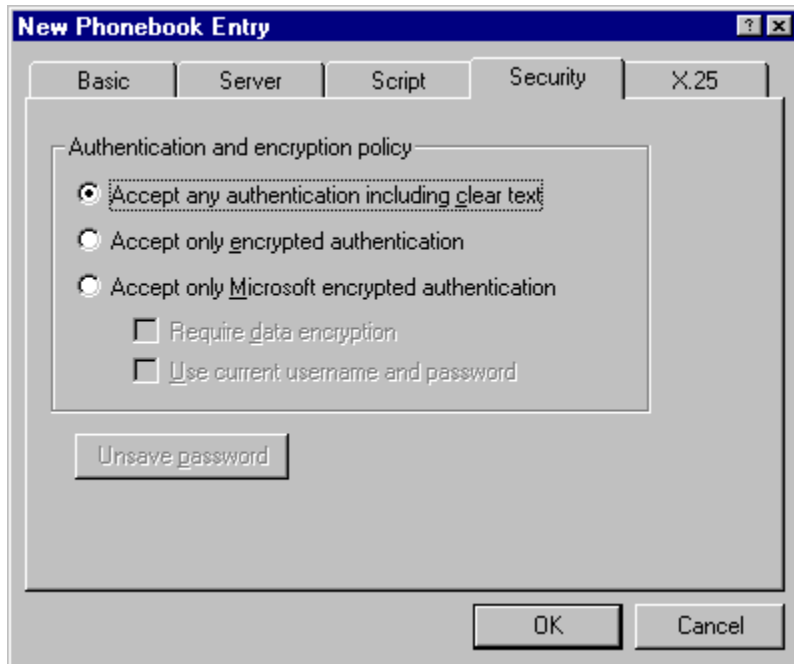 New Phonebook Entry
Basic Server Script Security X.25
Authentication and encryption policy
Accept any authentication including clear text
Accept only encrypted authentication
Accept only Microsoft encrypted authentication
Require data encryption
Use current username and password
Unsave password
OK Cancel